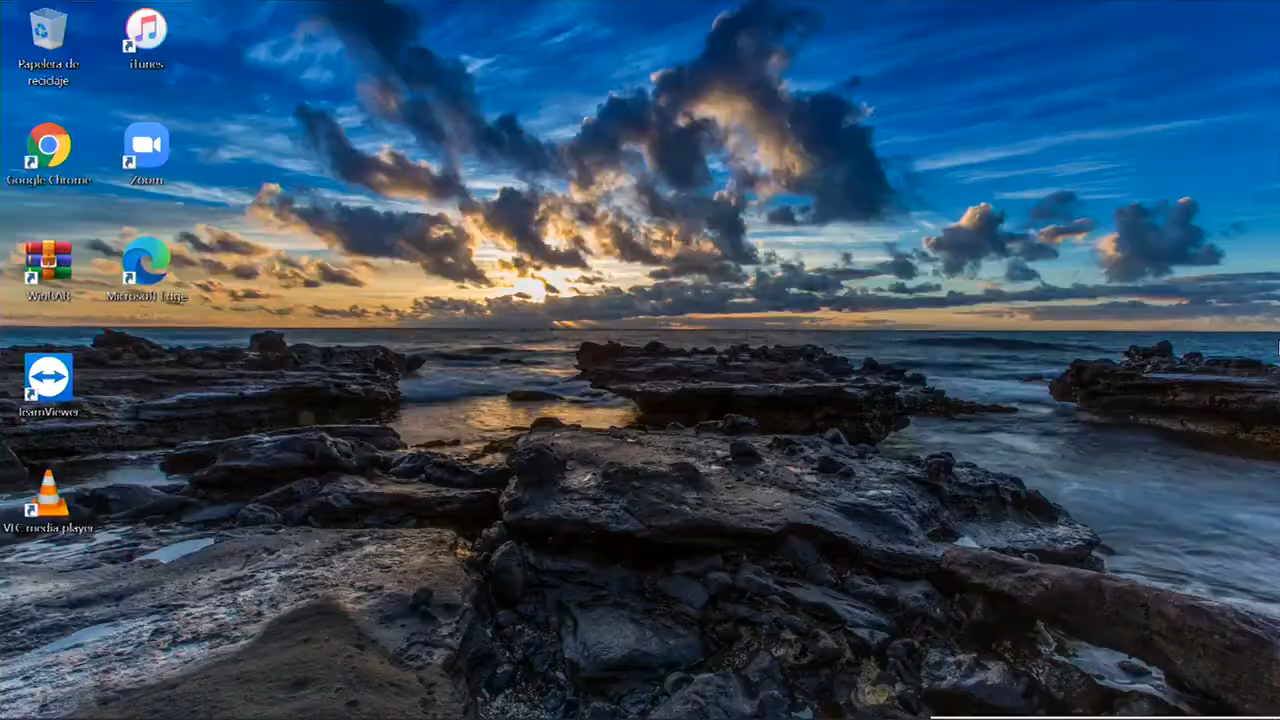 Papelera de
reciclaje
iTunes
Google Chrome
Zoom
WinRAR
Microsoft Edge
TeamViewer
VLC media player